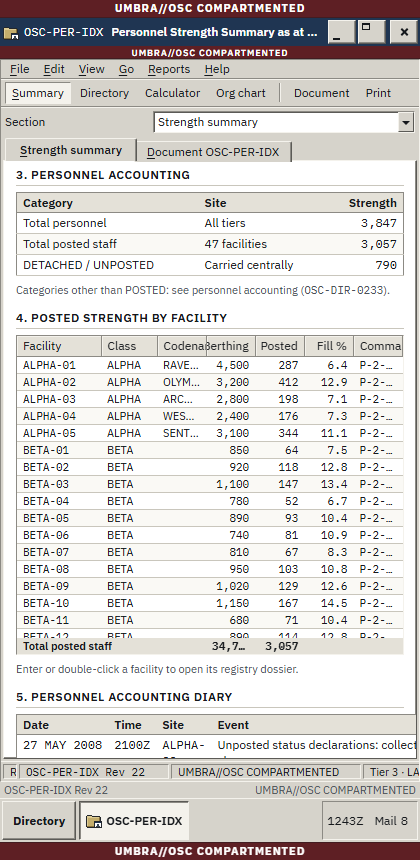 UMBRA//OSC COMPARTMENTED
OSC-PER-IDX Personnel Strength Summary as at ...
UMBRA//OSC COMPARTMENTED
File Edit View Go Reports Help
Summary Directory Calculator Org chart Document Print
Section Strength summary
Strength summary Document OSC-PER-IDX
3. PERSONNEL ACCOUNTING
Category Site Strength
Total personnel All tiers 3,847
Total posted staff 47 facilities 3,057
DETACHED / UNPOSTED Carried centrally 790
Categories other than POSTED: see personnel accounting (OSC-DIR-0233).
4. POSTED STRENGTH BY FACILITY
Facility Class Codena Berthing Posted Fill % Comma
ALPHA-01 ALPHA RAVE... 4,500 287 6.4 P-2-...
ALPHA-02 ALPHA OLYM... 3,200 412 12.9 P-2-...
ALPHA-03 ALPHA ARC... 2,800 198 7.1 P-2-...
ALPHA-04 ALPHA WES... 2,400 176 7.3 P-2-...
ALPHA-05 ALPHA SENT... 3,100 344 11.1 P-2-...
BETA-01 BETA 850 64 7.5 P-2-...
BETA-02 BETA 920 118 12.8 P-2-...
BETA-03 BETA 1,100 147 13.4 P-2-...
BETA-04 BETA 780 52 6.7 P-2-...
BETA-05 BETA 890 93 10.4 P-2-...
BETA-06 BETA 740 81 10.9 P-2-...
BETA-07 BETA 810 67 8.3 P-2-...
BETA-08 BETA 950 103 10.8 P-2-...
BETA-09 BETA 1,020 129 12.6 P-2-...
BETA-10 BETA 1,150 167 14.5 P-2-...
BETA-11 BETA 680 71 10.4 P-2-...
BETA-12 BETA 890 114 12.8 P-2-...
Total posted staff 34,7... 3,057
Enter or double-click a facility to open its registry dossier.
5. PERSONNEL ACCOUNTING DIARY
Date Time Site Event
27 MAY 2008 2100Z ALPHA- Unposted status declarations: collect
R OSC-PER-IDX Rev 22 UMBRA//OSC COMPARTMENTED Tier 3 · LA
OSC-PER-IDX Rev 22 UMBRA//OSC COMPARTMENTED
Directory OSC-PER-IDX 1243Z Mail 8
UMBRA//OSC COMPARTMENTED